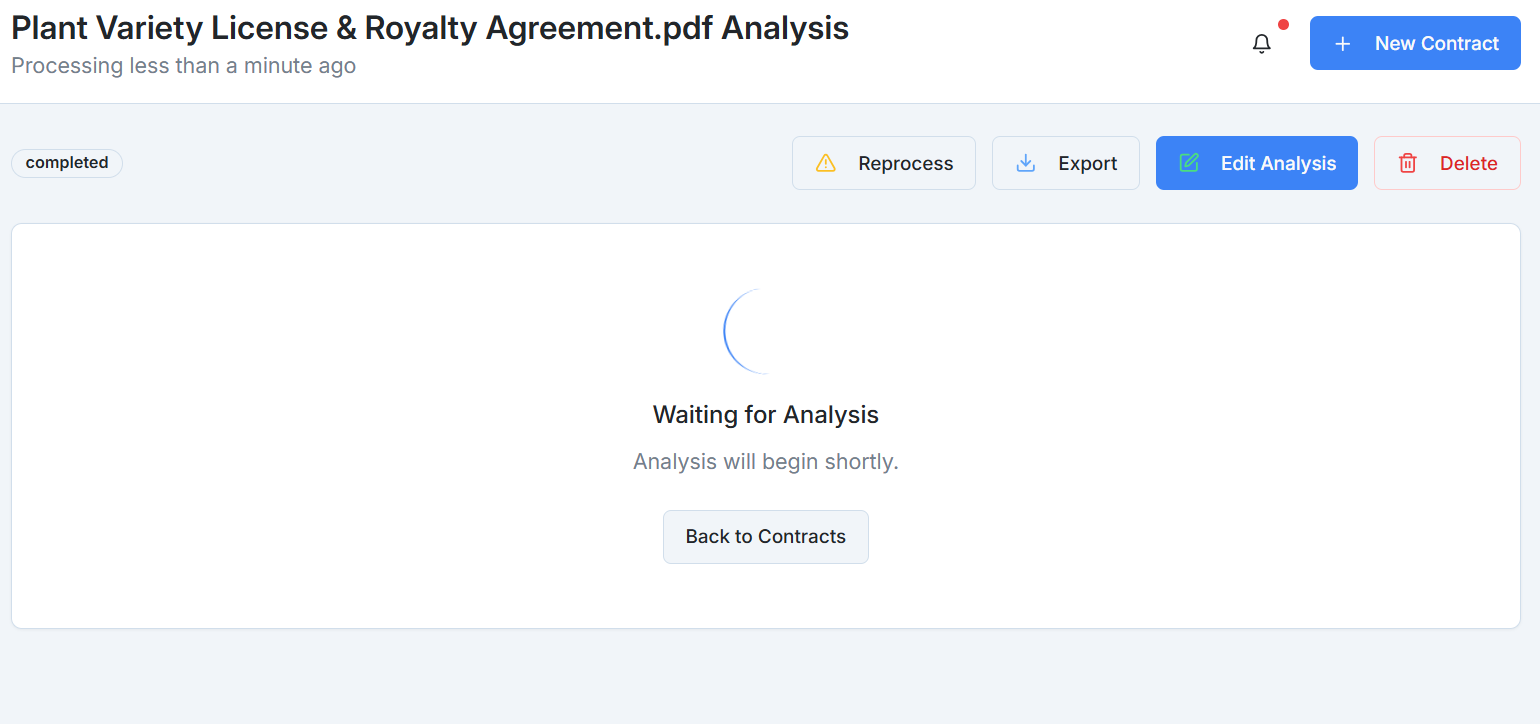 Plant Variety License & Royalty Agreement.pdf Analysis
Processing less than a minute ago
New Contract
completed
Reprocess
Export
Edit Analysis
Delete
Waiting for Analysis
Analysis will begin shortly.
Back to Contracts